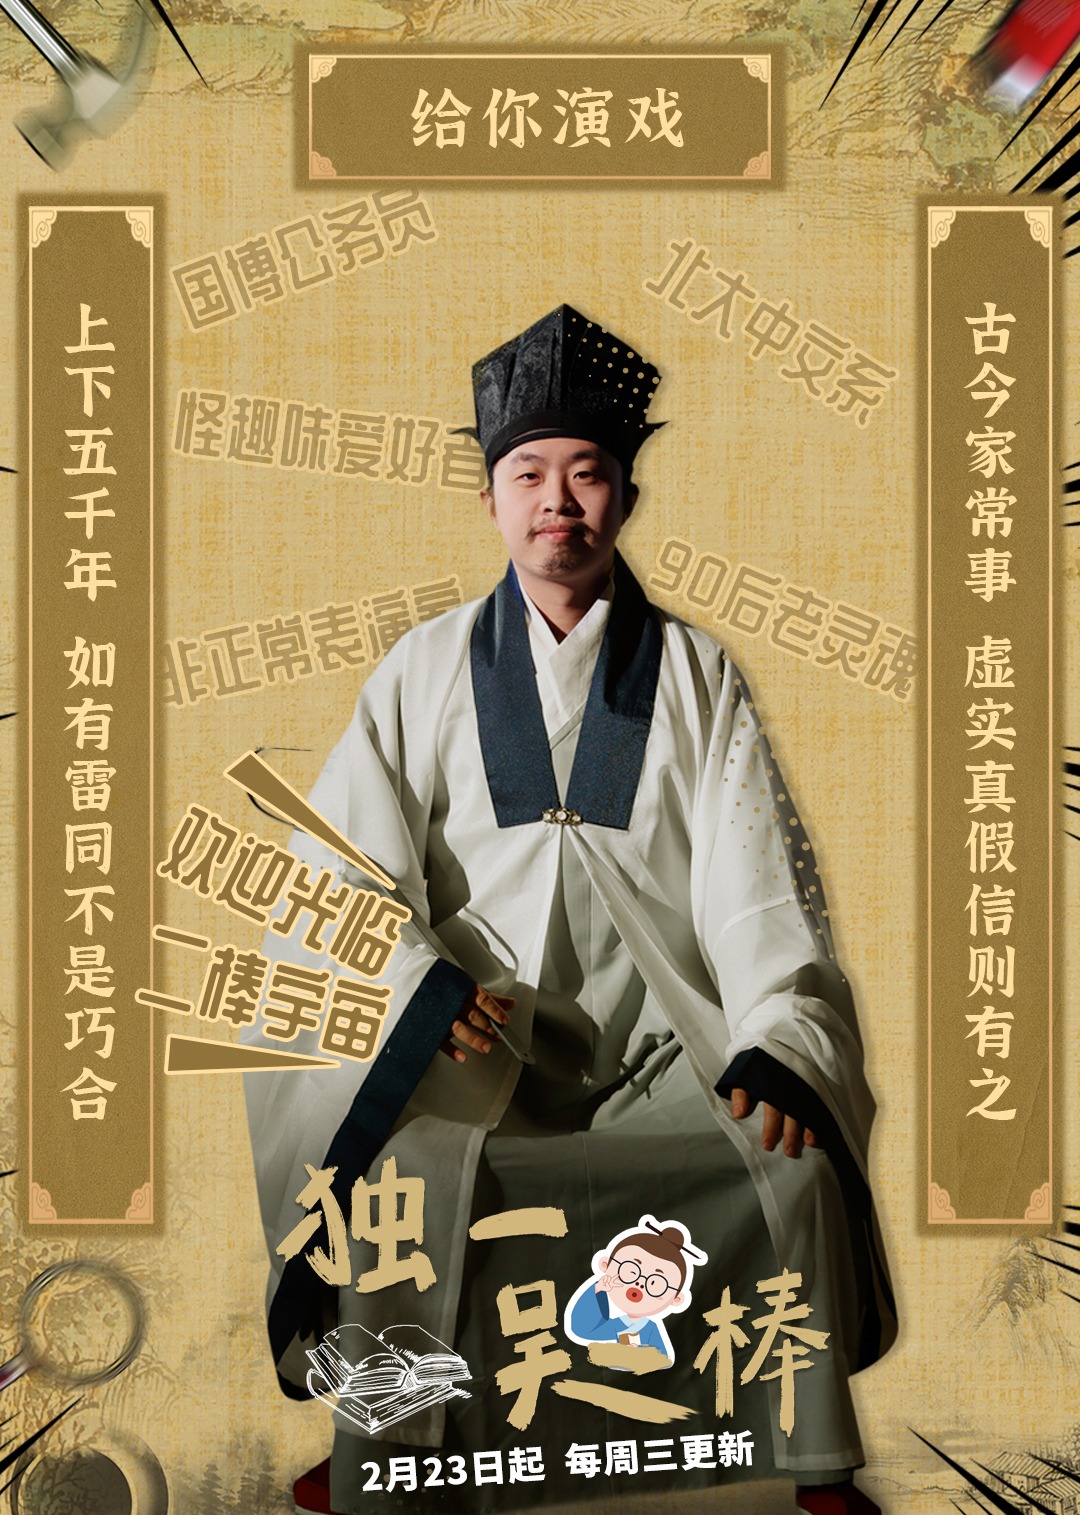 给你演戏
古今家常事 虚实真假信则有之
上下五千年 如有雷同不是巧合
国博公务员
北大中文系
怪趣味爱好者
90后老灵魂
非正常表演
欢迎光临
一棒宇宙
独一
吴一棒
2月23日起 每周三更新